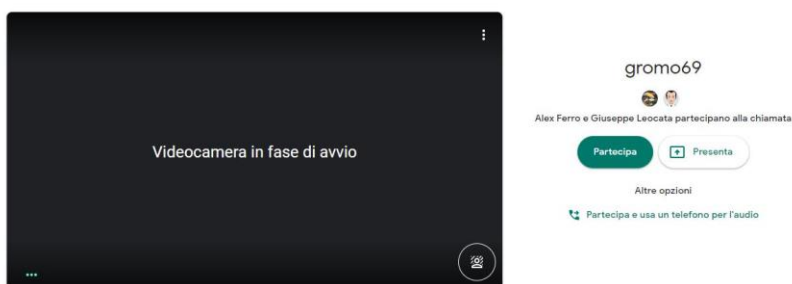 Videocamera in fase di avvio
gromo69
Alex Ferro e Giuseppe Leocata partecipano alla chiamata
Partecipa
Presenta
Altre opzioni
Partecipa e usa un telefono per l'audio